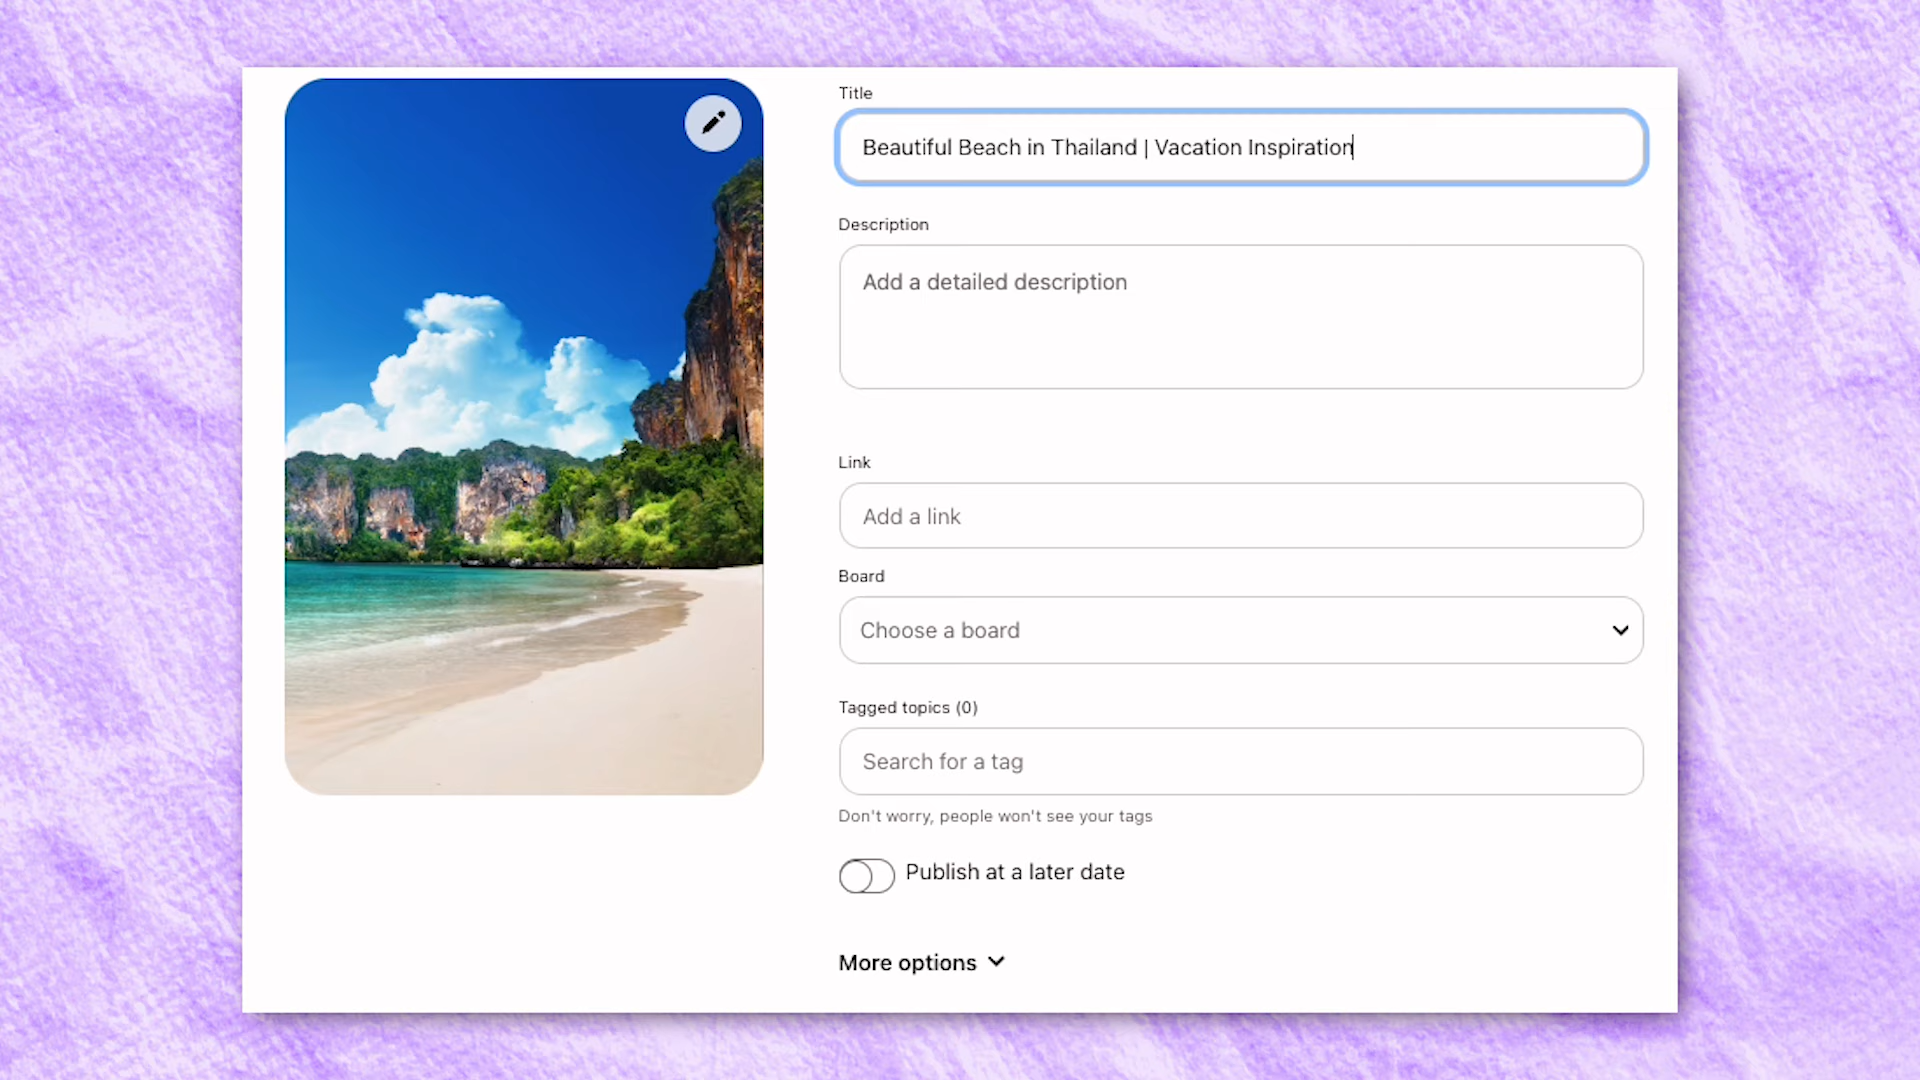 Title
Beautiful Beach in Thailand | Vacation Inspiration
Description
Add a detailed description
Link
Add a link
Board
Choose a board
Tagged topics (0)
Search for a tag
Don't worry, people won't see your tags
Publish at a later date
More options